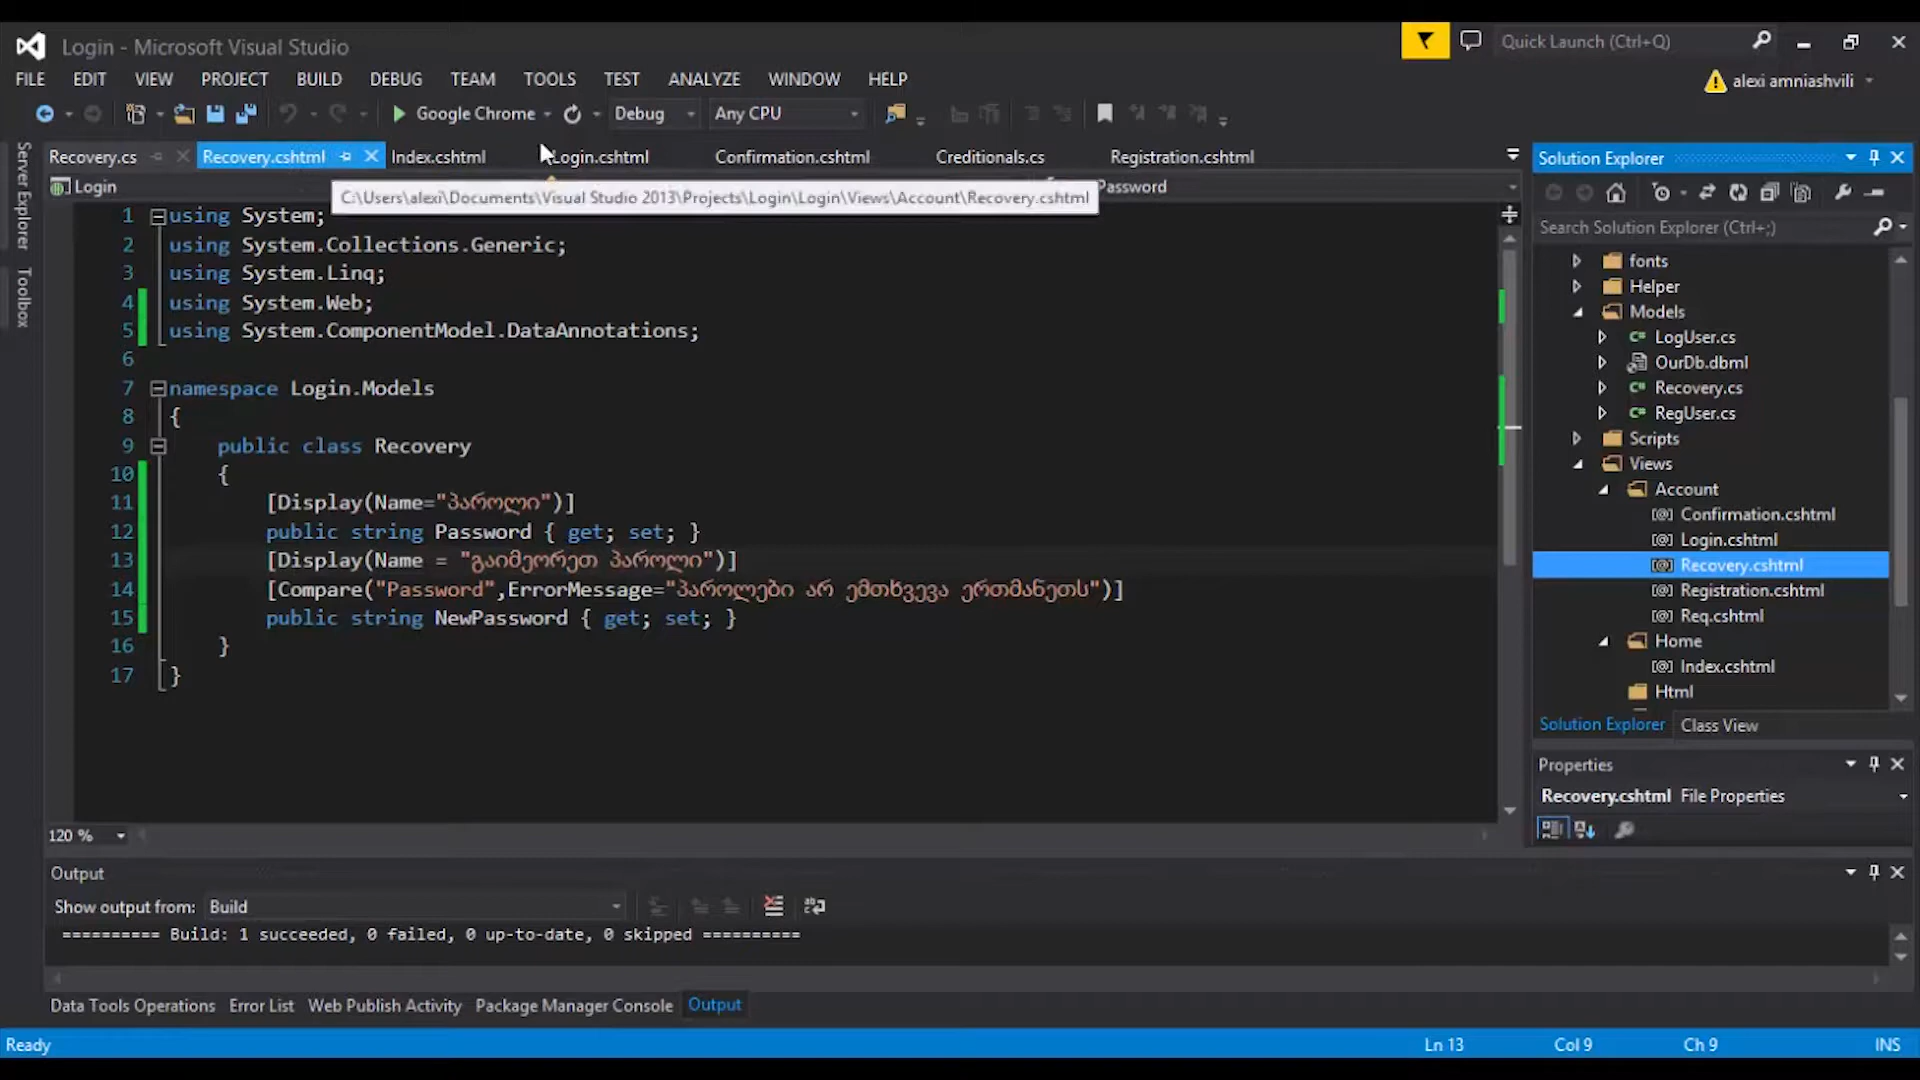 Login - Microsoft Visual Studio
Quick Launch (Ctrl+Q)
FILE EDIT VIEW PROJECT BUILD DEBUG TEAM TOOLS TEST ANALYZE WINDOW HELP
alexi amniashvili
Google Chrome Debug Any CPU
Recovery.cs Recovery.cshtml Index.cshtml Login.cshtml Confirmation.cshtml Creditionals.cs Registration.cshtml
Login
Password
C:\Users\alexi\Documents\Visual Studio 2013\Projects\Login\Login\Views\Account\Recovery.cshtml
Server Explorer
Toolbox
1 using System;
2 using System.Collections.Generic;
3 using System.Linq;
4 using System.Web;
5 using System.ComponentModel.DataAnnotations;
6
7 namespace Login.Models
8 {
9 public class Recovery
10 {
11 [Display(Name="პაროლი")]
12 public string Password { get; set; }
13 [Display(Name = "გაიმეორეთ პაროლი")]
14 [Compare("Password",ErrorMessage="პაროლები არ ემთხვევა ერთმანეთს")]
15 public string NewPassword { get; set; }
16 }
17 }
120 %
Solution Explorer
Search Solution Explorer (Ctrl+;)
fonts
Helper
Models
LogUser.cs
OurDb.dbml
Recovery.cs
RegUser.cs
Scripts
Views
Account
Confirmation.cshtml
Login.cshtml
Recovery.cshtml
Registration.cshtml
Req.cshtml
Home
Index.cshtml
Html
Solution Explorer Class View
Properties
Recovery.cshtml File Properties
Output
Show output from: Build
========== Build: 1 succeeded, 0 failed, 0 up-to-date, 0 skipped ==========
Data Tools Operations Error List Web Publish Activity Package Manager Console Output
Ready Ln 13 Col 9 Ch 9 INS